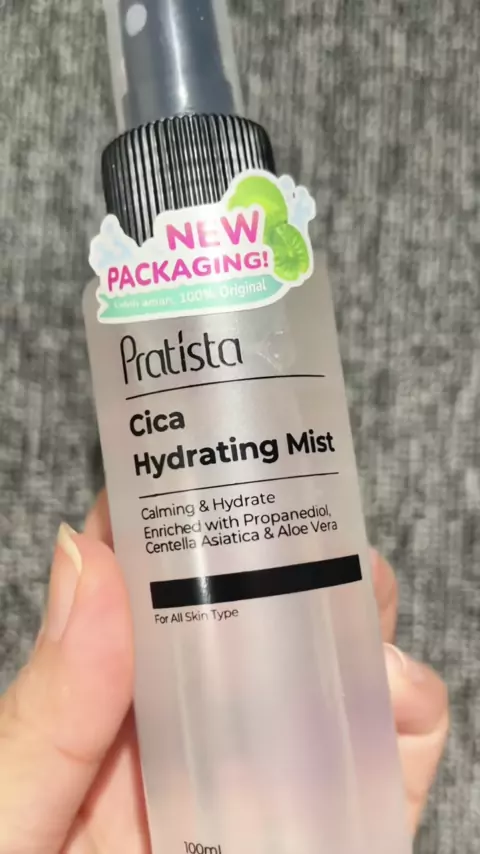 NEW
PACKAGING!
Lebih aman, 100% Original
Pratista
Cica
Hydrating Mist
Calming & Hydrate
Enriched with Propanediol,
Centella Asiatica & Aloe Vera
For All Skin Type
100ml